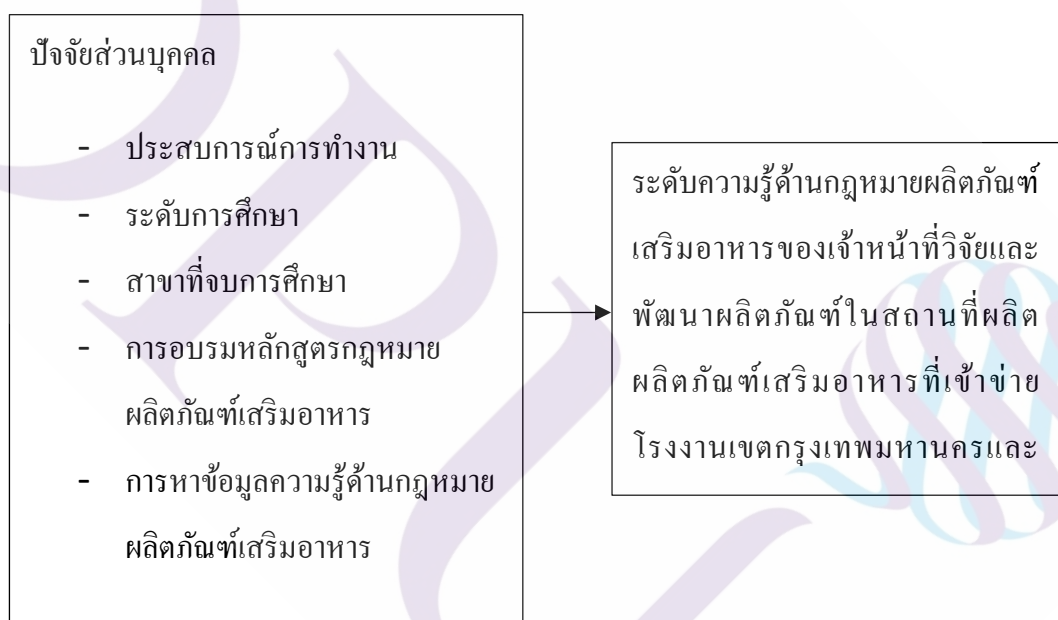 ปัจจัยส่วนบุคคล
- ประสบการณ์การทำงาน
- ระดับการศึกษา
- สาขาที่จบการศึกษา
- การอบรมหลักสูตรกฎหมาย
ผลิตภัณฑ์เสริมอาหาร
- การหาข้อมูลความรู้ด้านกฎหมาย
ผลิตภัณฑ์เสริมอาหาร
ระดับความรู้ด้านกฎหมายผลิตภัณฑ์
เสริมอาหารของเจ้าหน้าที่วิจัยและ
พัฒนาผลิตภัณฑ์ในสถานที่ผลิต
ผลิตภัณฑ์เสริมอาหารที่เข้าข่าย
โรงงานเขตกรุงเทพมหานครและ